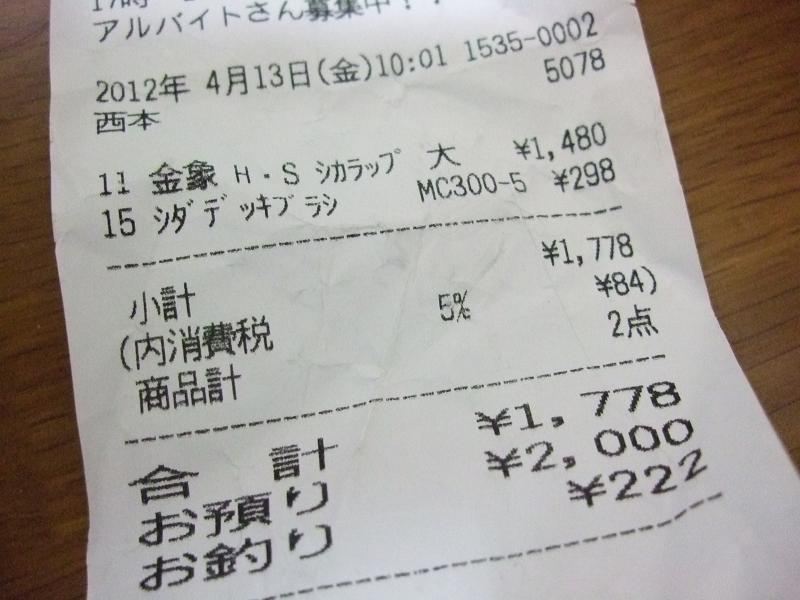 アルバイトさん募集中!!
2012年 4月13日(金)10:01 1535-0002
5078
西本
11 金象 H・S シカラップ 大 ¥1,480
15 シダ デッキブラシ MC300-5 ¥298
小計 ¥1,778
(内消費税 5% ¥84)
商品計 2点
合 計 ¥1,778
お預り ¥2,000
お釣り ¥222